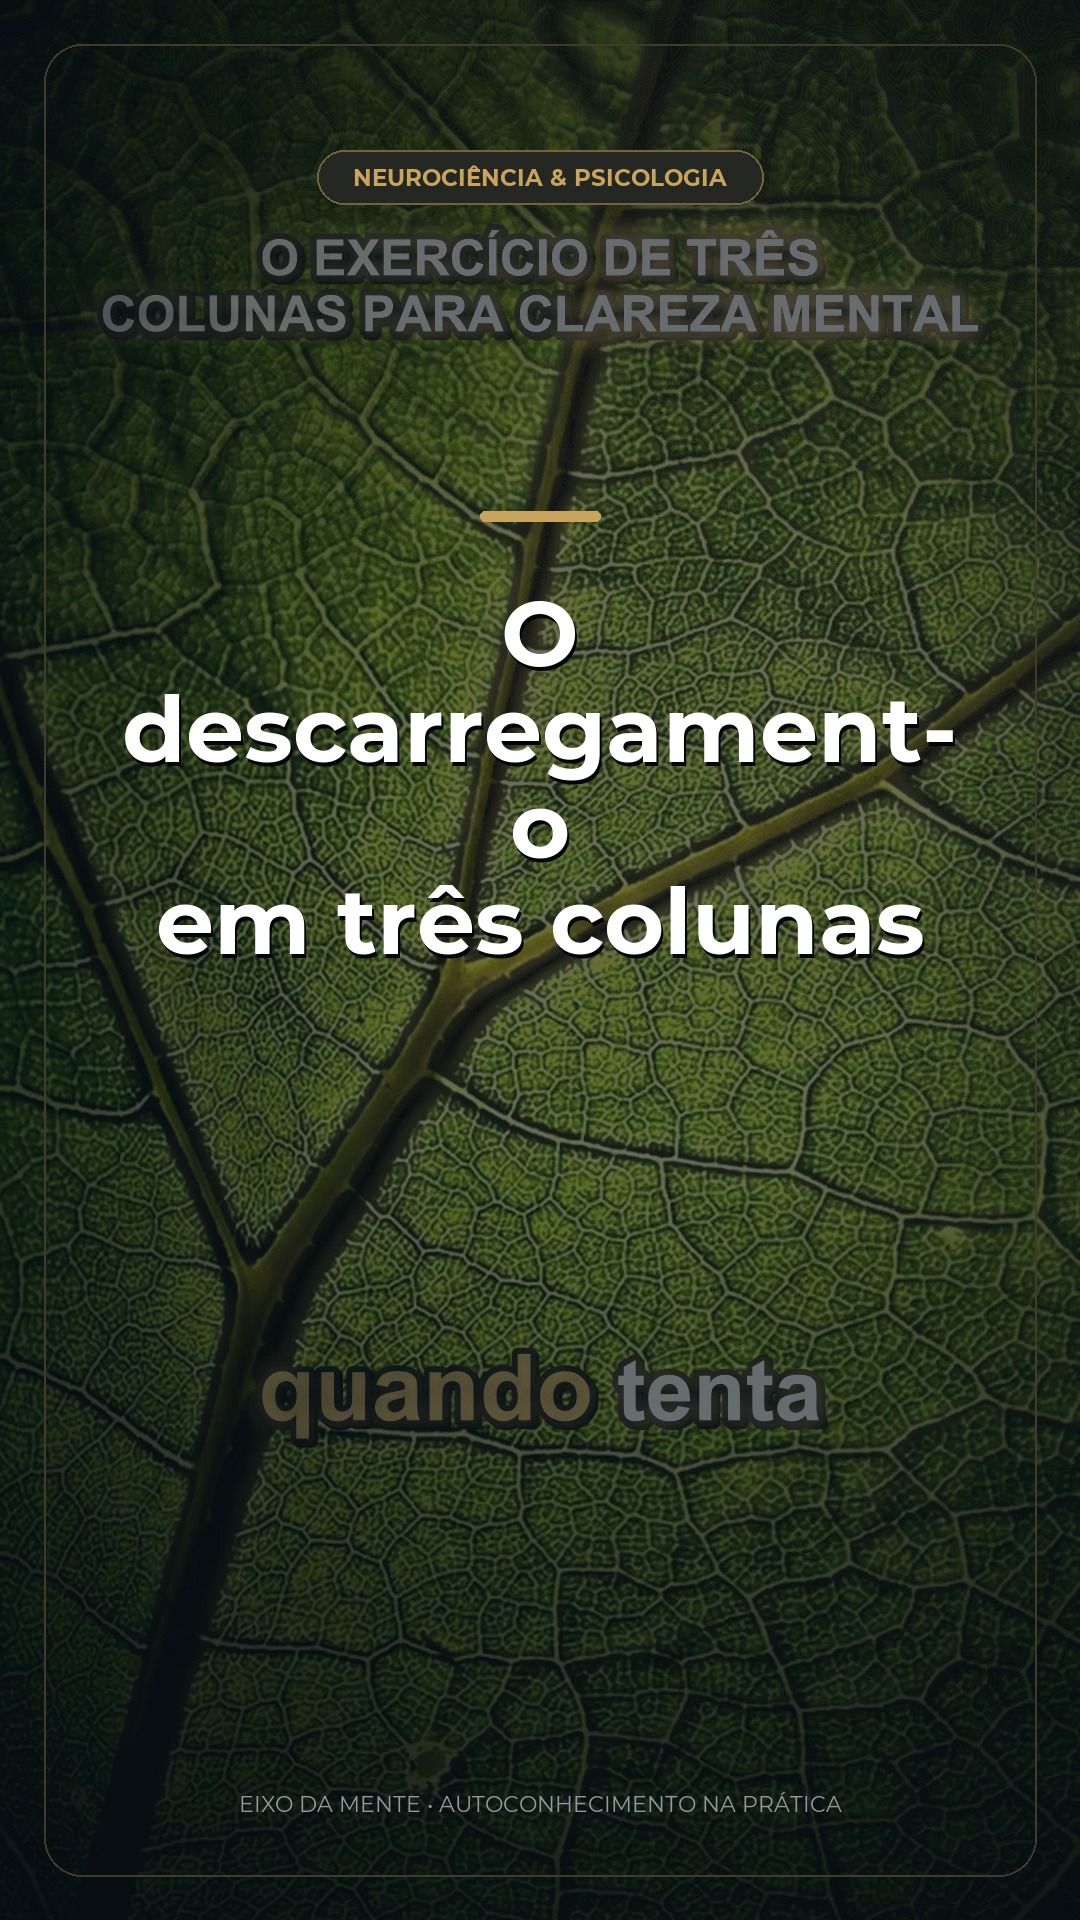 NEUROCIÊNCIA & PSICOLOGIA
O EXERCÍCIO DE TRÊS
COLUNAS PARA CLAREZA MENTAL
O
descarregament-
o
em três colunas
quando tenta
EIXO DA MENTE · AUTOCONHECIMENTO NA PRÁTICA